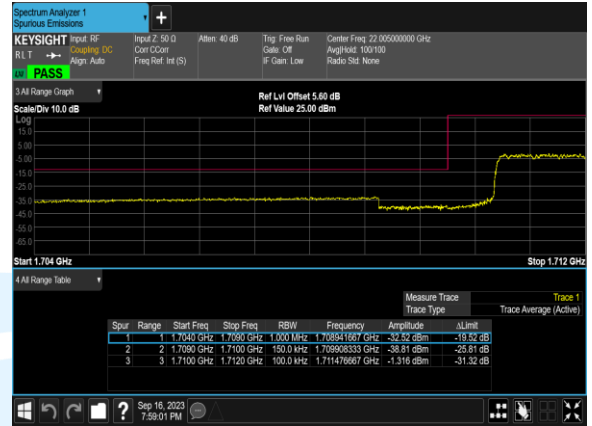 Spectrum Analyzer 1
Spurious Emissions
KEYSIGHT Input: RF Input Z: 50 Ω Atten: 40 dB Trig: Free Run Center Freq: 22.005000000 GHz
RLT Coupling: DC Corr CCorr Gate: Off Avg|Hold: 100/100
Align: Auto Freq Ref: Int (S) IF Gain: Low Radio Std: None
LW PASS
3 All Range Graph
Ref Lvl Offset 5.60 dB
Scale/Div 10.0 dB Ref Value 25.00 dBm
Log
15.0
5.00
-5.00
-15.0
-25.0
-35.0
-45.0
-55.0
-65.0
Start 1.704 GHz Stop 1.712 GHz
4 All Range Table
Measure Trace Trace 1
Trace Type Trace Average (Active)
Spur Range Start Freq Stop Freq RBW Frequency Amplitude ΔLimit
1 1 1.7040 GHz 1.7090 GHz 1.000 MHz 1.708941667 GHz -32.52 dBm -19.52 dB
2 2 1.7090 GHz 1.7100 GHz 150.0 kHz 1.709908333 GHz -38.81 dBm -25.81 dB
3 3 1.7100 GHz 1.7120 GHz 100.0 kHz 1.711476667 GHz -1.316 dBm -31.32 dB
? Sep 16, 2023
7:59:01 PM